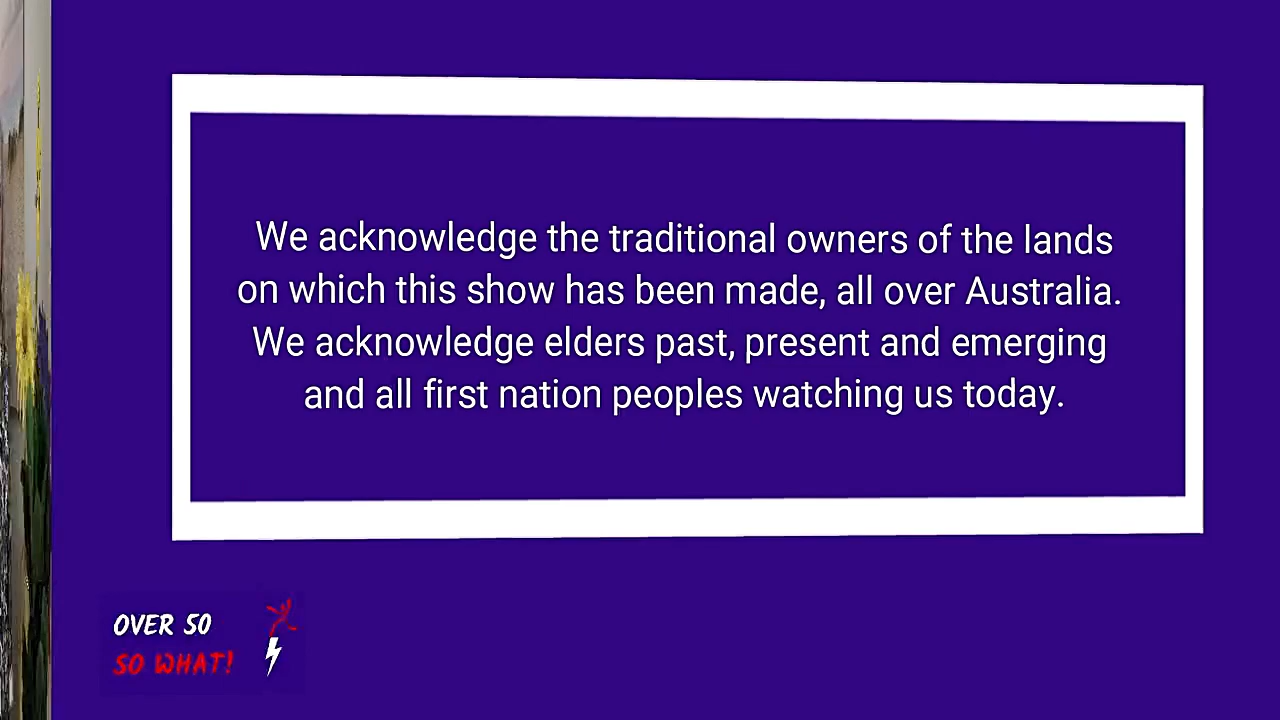 We acknowledge the traditional owners of the lands
on which this show has been made, all over Australia.
We acknowledge elders past, present and emerging
and all first nation peoples watching us today.
OVER 50
SO WHAT!